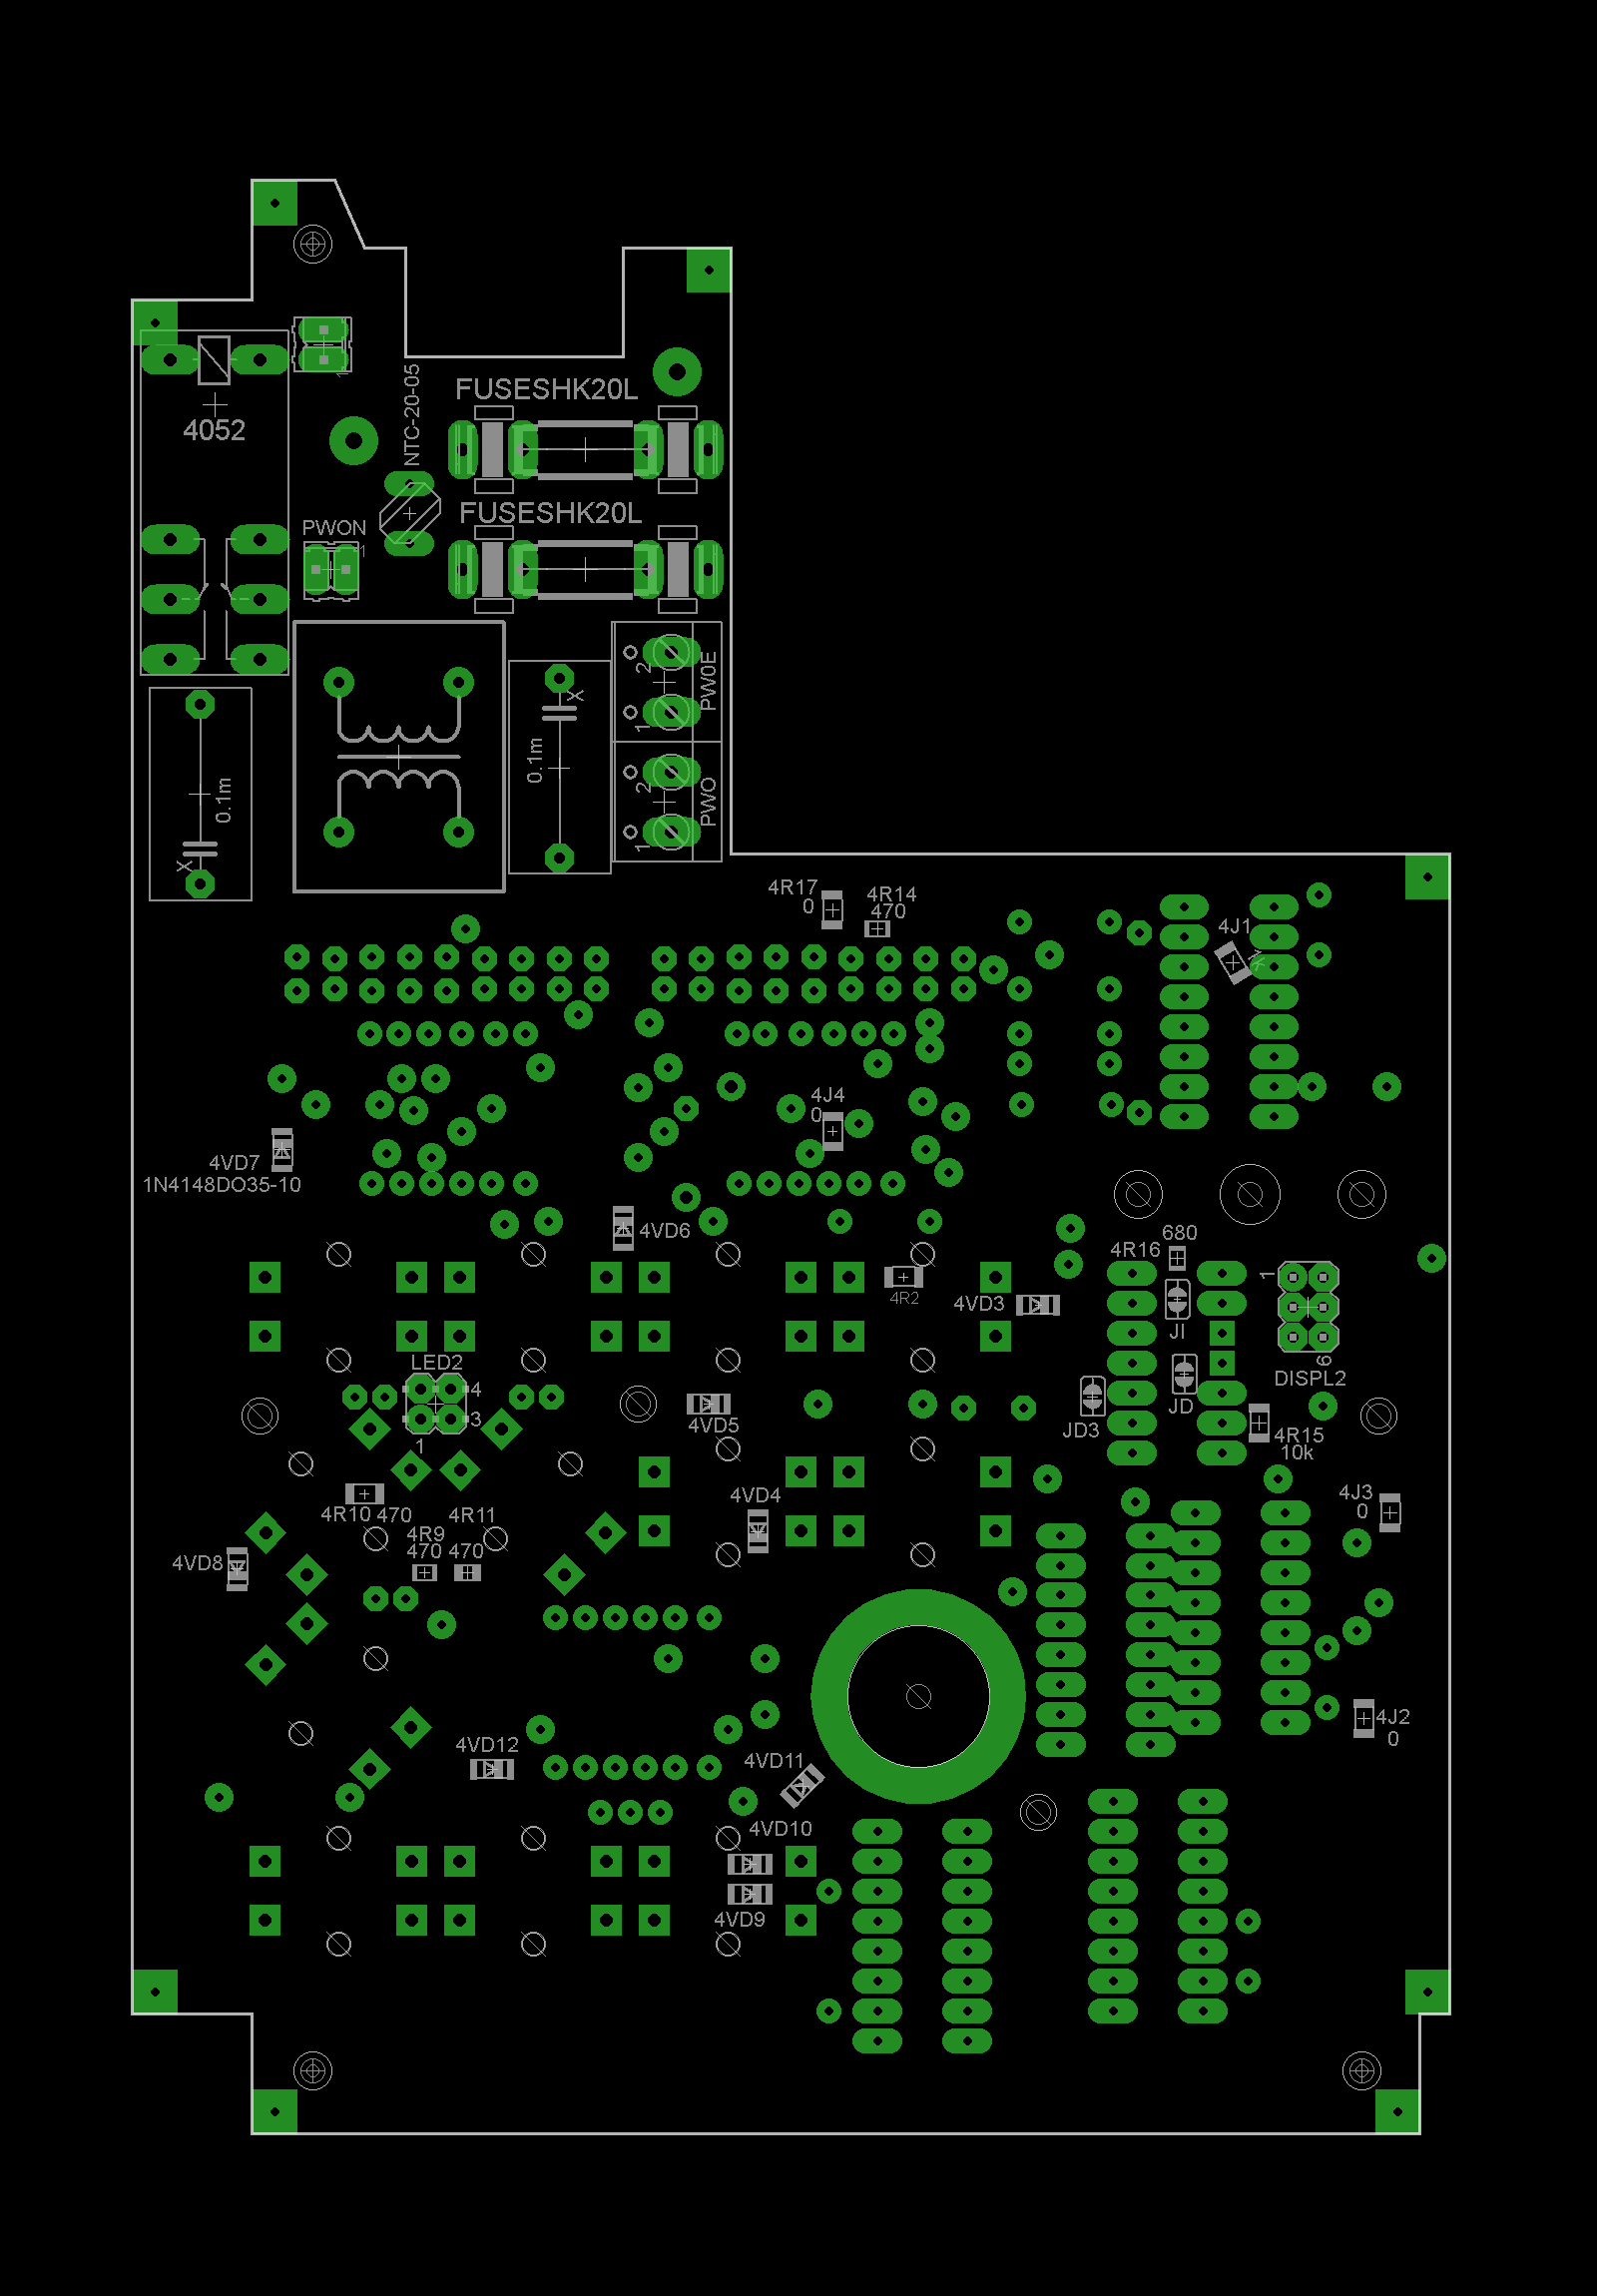 NTC-20-05
FUSESHK20L
4052
FUSESHK20L
PWON
1
2
PW0E
1
X
0.1m
2
PWO
1
0.1m
X
4R17
0
4R14
470
4J1
4J4
0
4VD7
1N4148DO35-10
4VD6
680
4R16
1
4R2
4VD3
JI
LED2
4
3
1
6
DISPL2
JD
JD3
4VD5
4R15
10k
4VD4
4J3
0
4R10
470
4R11
4R9
470
470
4VD8
4J2
0
4VD12
4VD11
4VD10
4VD9